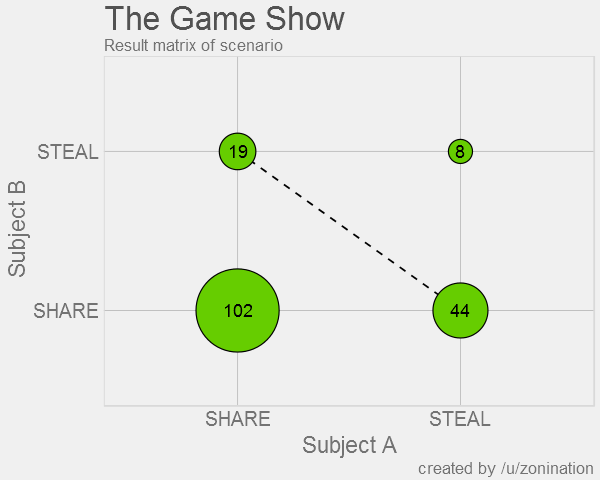 The Game Show
Result matrix of scenario
STEAL
19
8
Subject B
SHARE
102
44
SHARE
STEAL
Subject A
created by /u/zonination